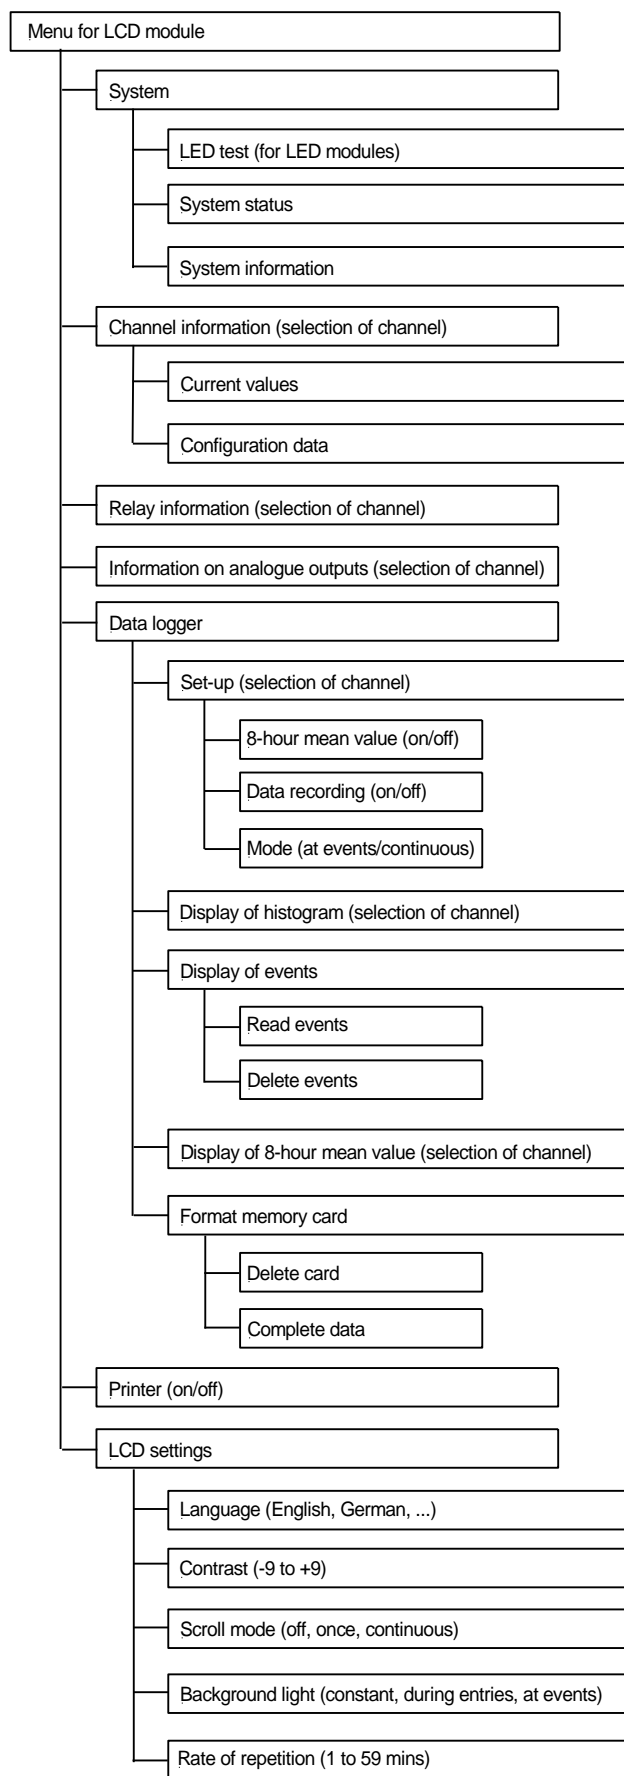 Menu for LCD module
System
LED test (for LED modules)
System status
System information
Channel information (selection of channel)
Current values
Configuration data
Relay information (selection of channel)
Information on analogue outputs (selection of channel)
Data logger
Set-up (selection of channel)
8-hour mean value (on/off)
Data recording (on/off)
Mode (at events/continuous)
Display of histogram (selection of channel)
Display of events
Read events
Delete events
Display of 8-hour mean value (selection of channel)
Format memory card
Delete card
Complete data
Printer (on/off)
LCD settings
Language (English, German, ...)
Contrast (-9 to +9)
Scroll mode (off, once, continuous)
Background light (constant, during entries, at events)
Rate of repetition (1 to 59 mins)